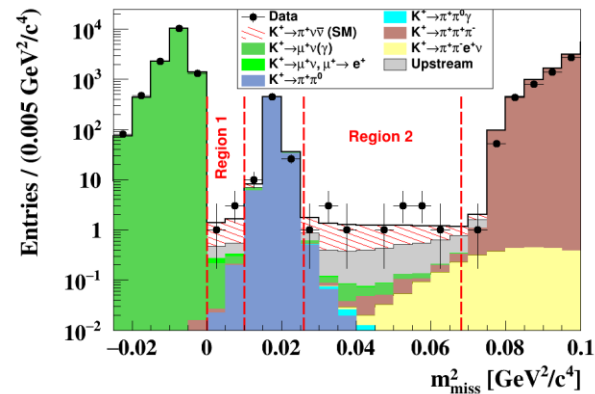 Data
K⁺→π⁺νν̄ (SM)
K⁺→μ⁺ν(γ)
K⁺→μ⁺ν, μ⁺→ e⁺
K⁺→π⁺π⁰
K⁺→π⁺π⁰γ
K⁺→π⁺π⁺π⁻
K⁺→π⁺π⁻e⁺ν
Upstream
Region 1
Region 2
Entries / (0.005 GeV²/c⁴)
10⁴
10³
10²
10
1
10⁻¹
10⁻²
−0.02 0 0.02 0.04 0.06 0.08 0.1
m²miss [GeV²/c⁴]